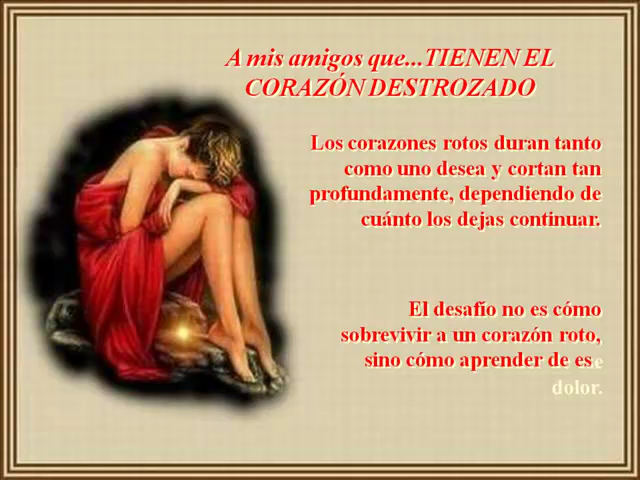 A mis amigos que...TIENEN EL
CORAZÓN DESTROZADO
Los corazones rotos duran tanto
como uno desea y cortan tan
profundamente, dependiendo de
cuánto los dejas continuar.
El desafío no es cómo
sobrevivir a un corazón roto,
sino cómo aprender de ese
dolor.